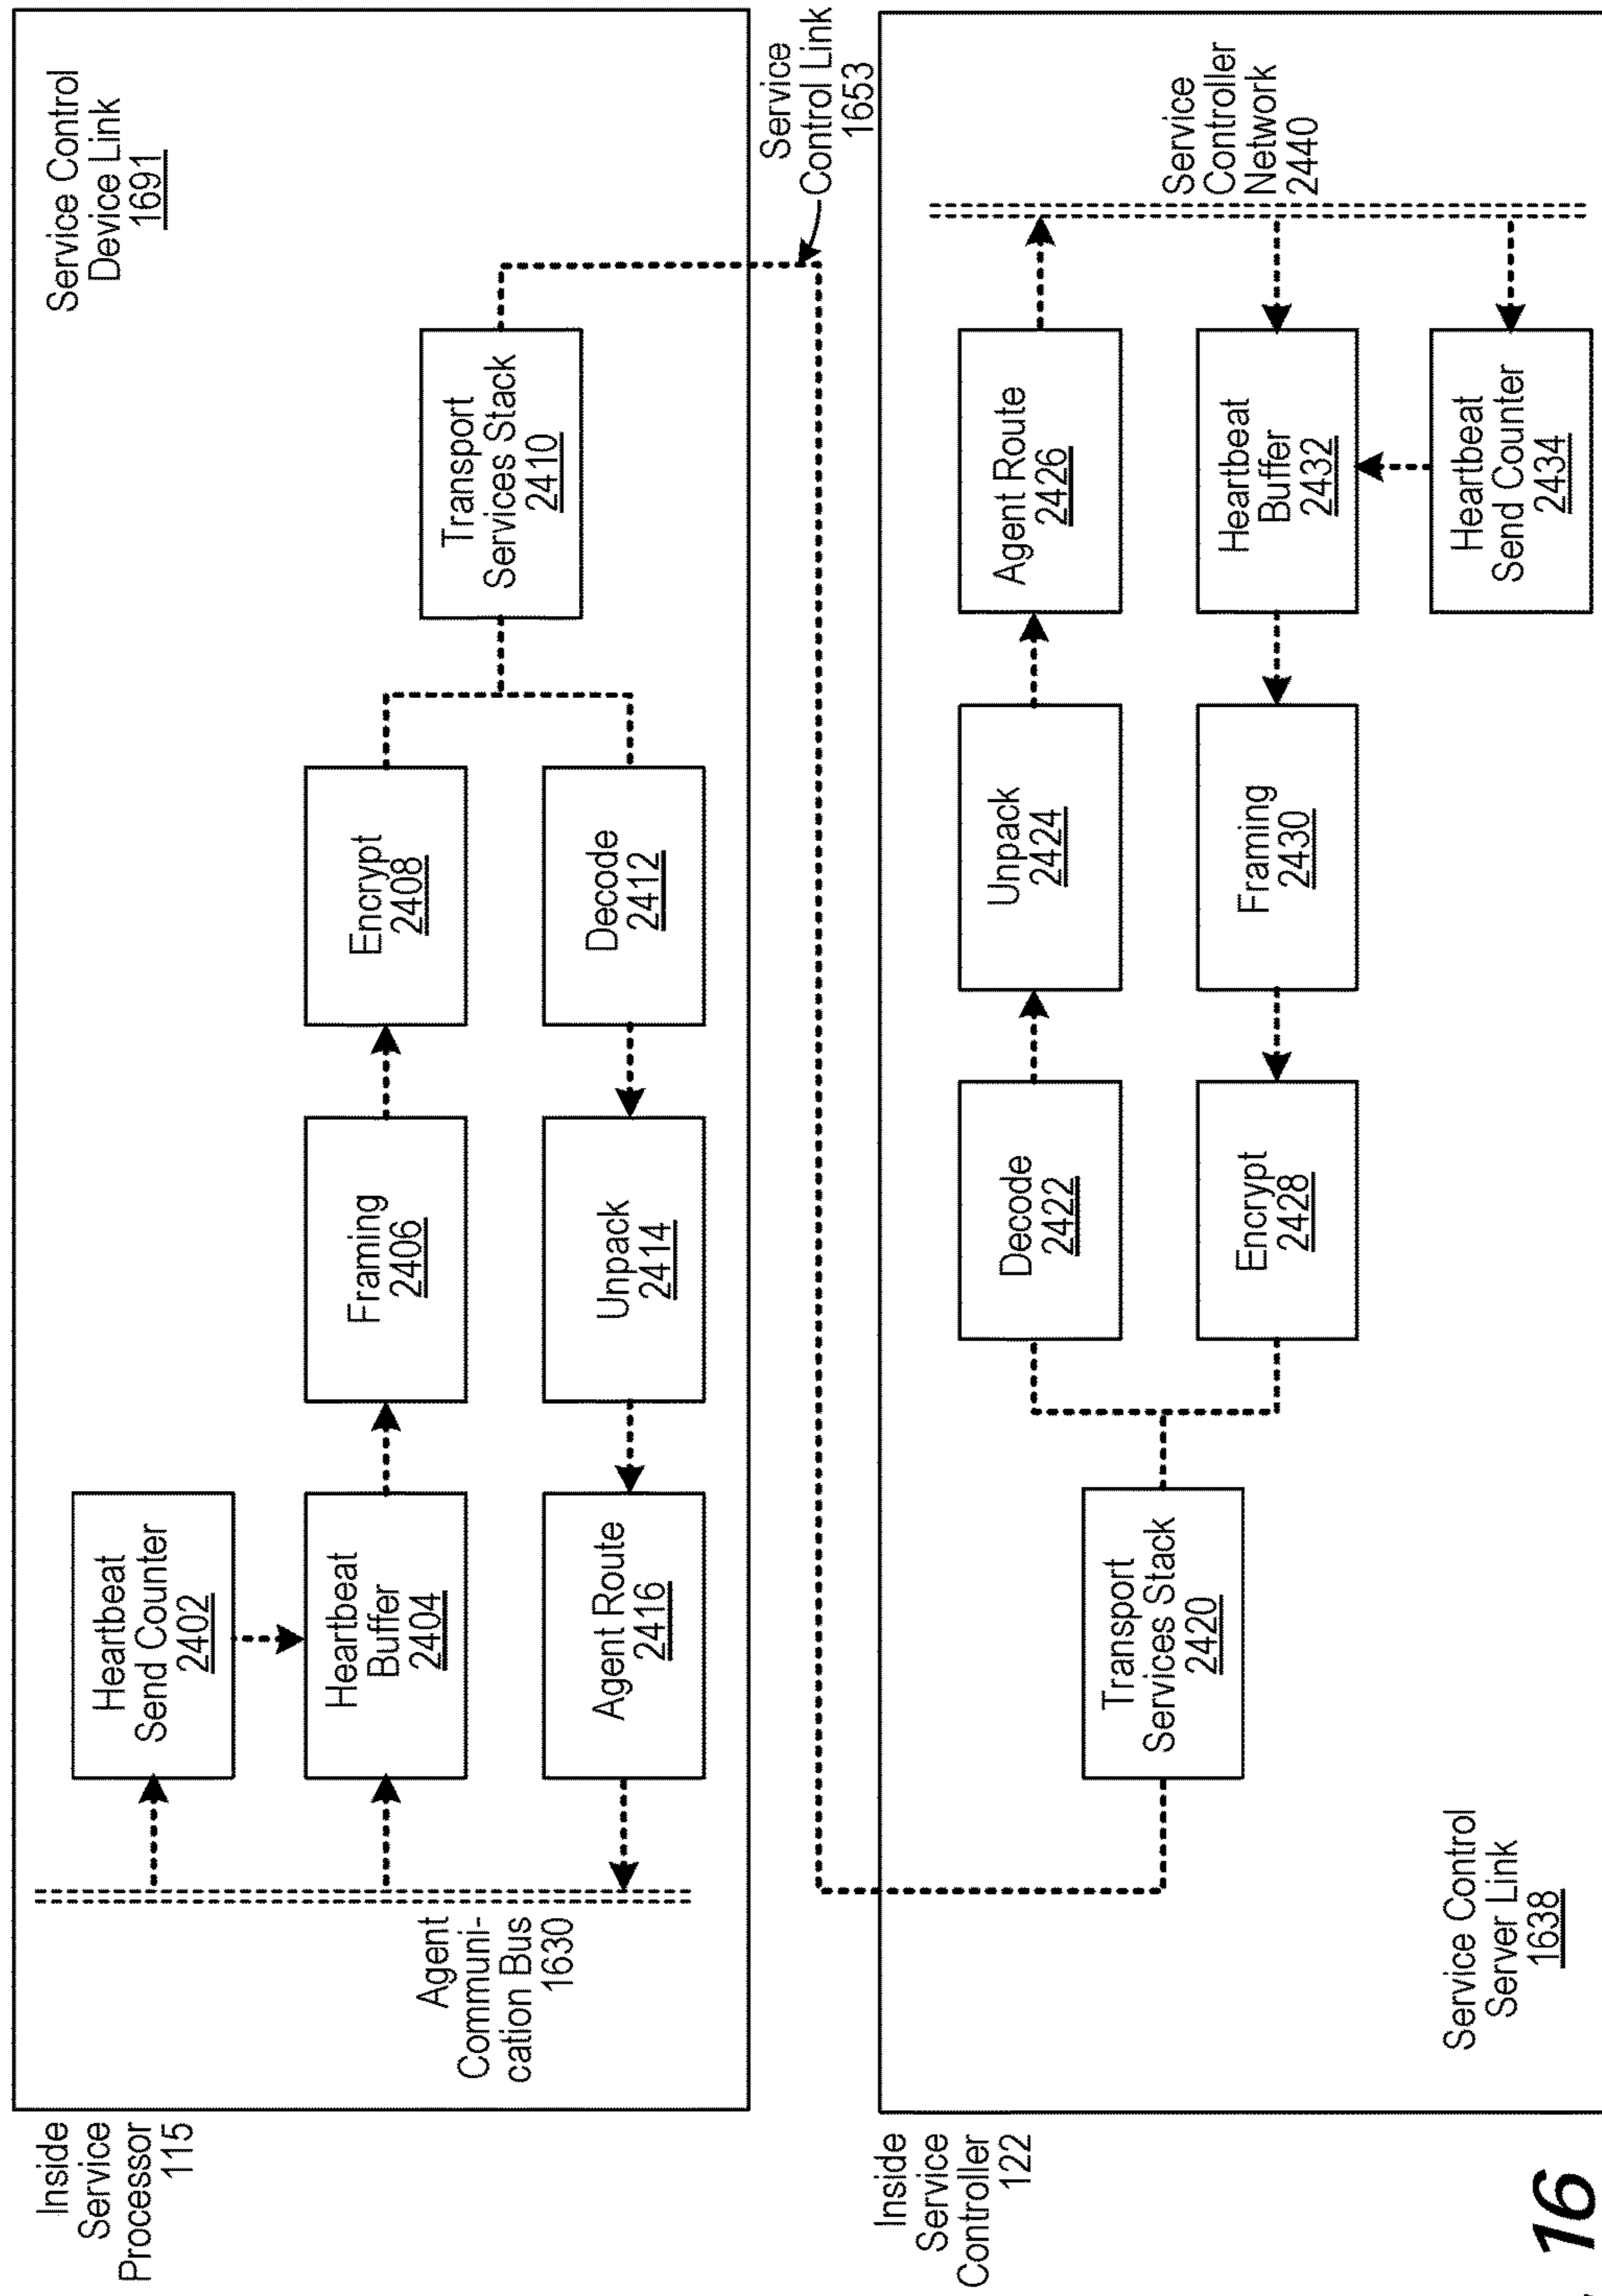 Inside
Service
Processor
115
Service Control
Device Link
1691
Heartbeat
Send Counter
2402
Heartbeat
Buffer
2404
Framing
2406
Encrypt
2408
Transport
Services Stack
2410
Agent Route
2416
Unpack
2414
Decode
2412
Agent
Communi-
cation Bus
1630
Service
Control Link
1653
Inside
Service
Controller
122
Decode
2422
Unpack
2424
Agent Route
2426
Service
Controller
Network
2440
Transport
Services Stack
2420
Encrypt
2428
Framing
2430
Heartbeat
Buffer
2432
Heartbeat
Send Counter
2434
Service Control
Server Link
1638
16